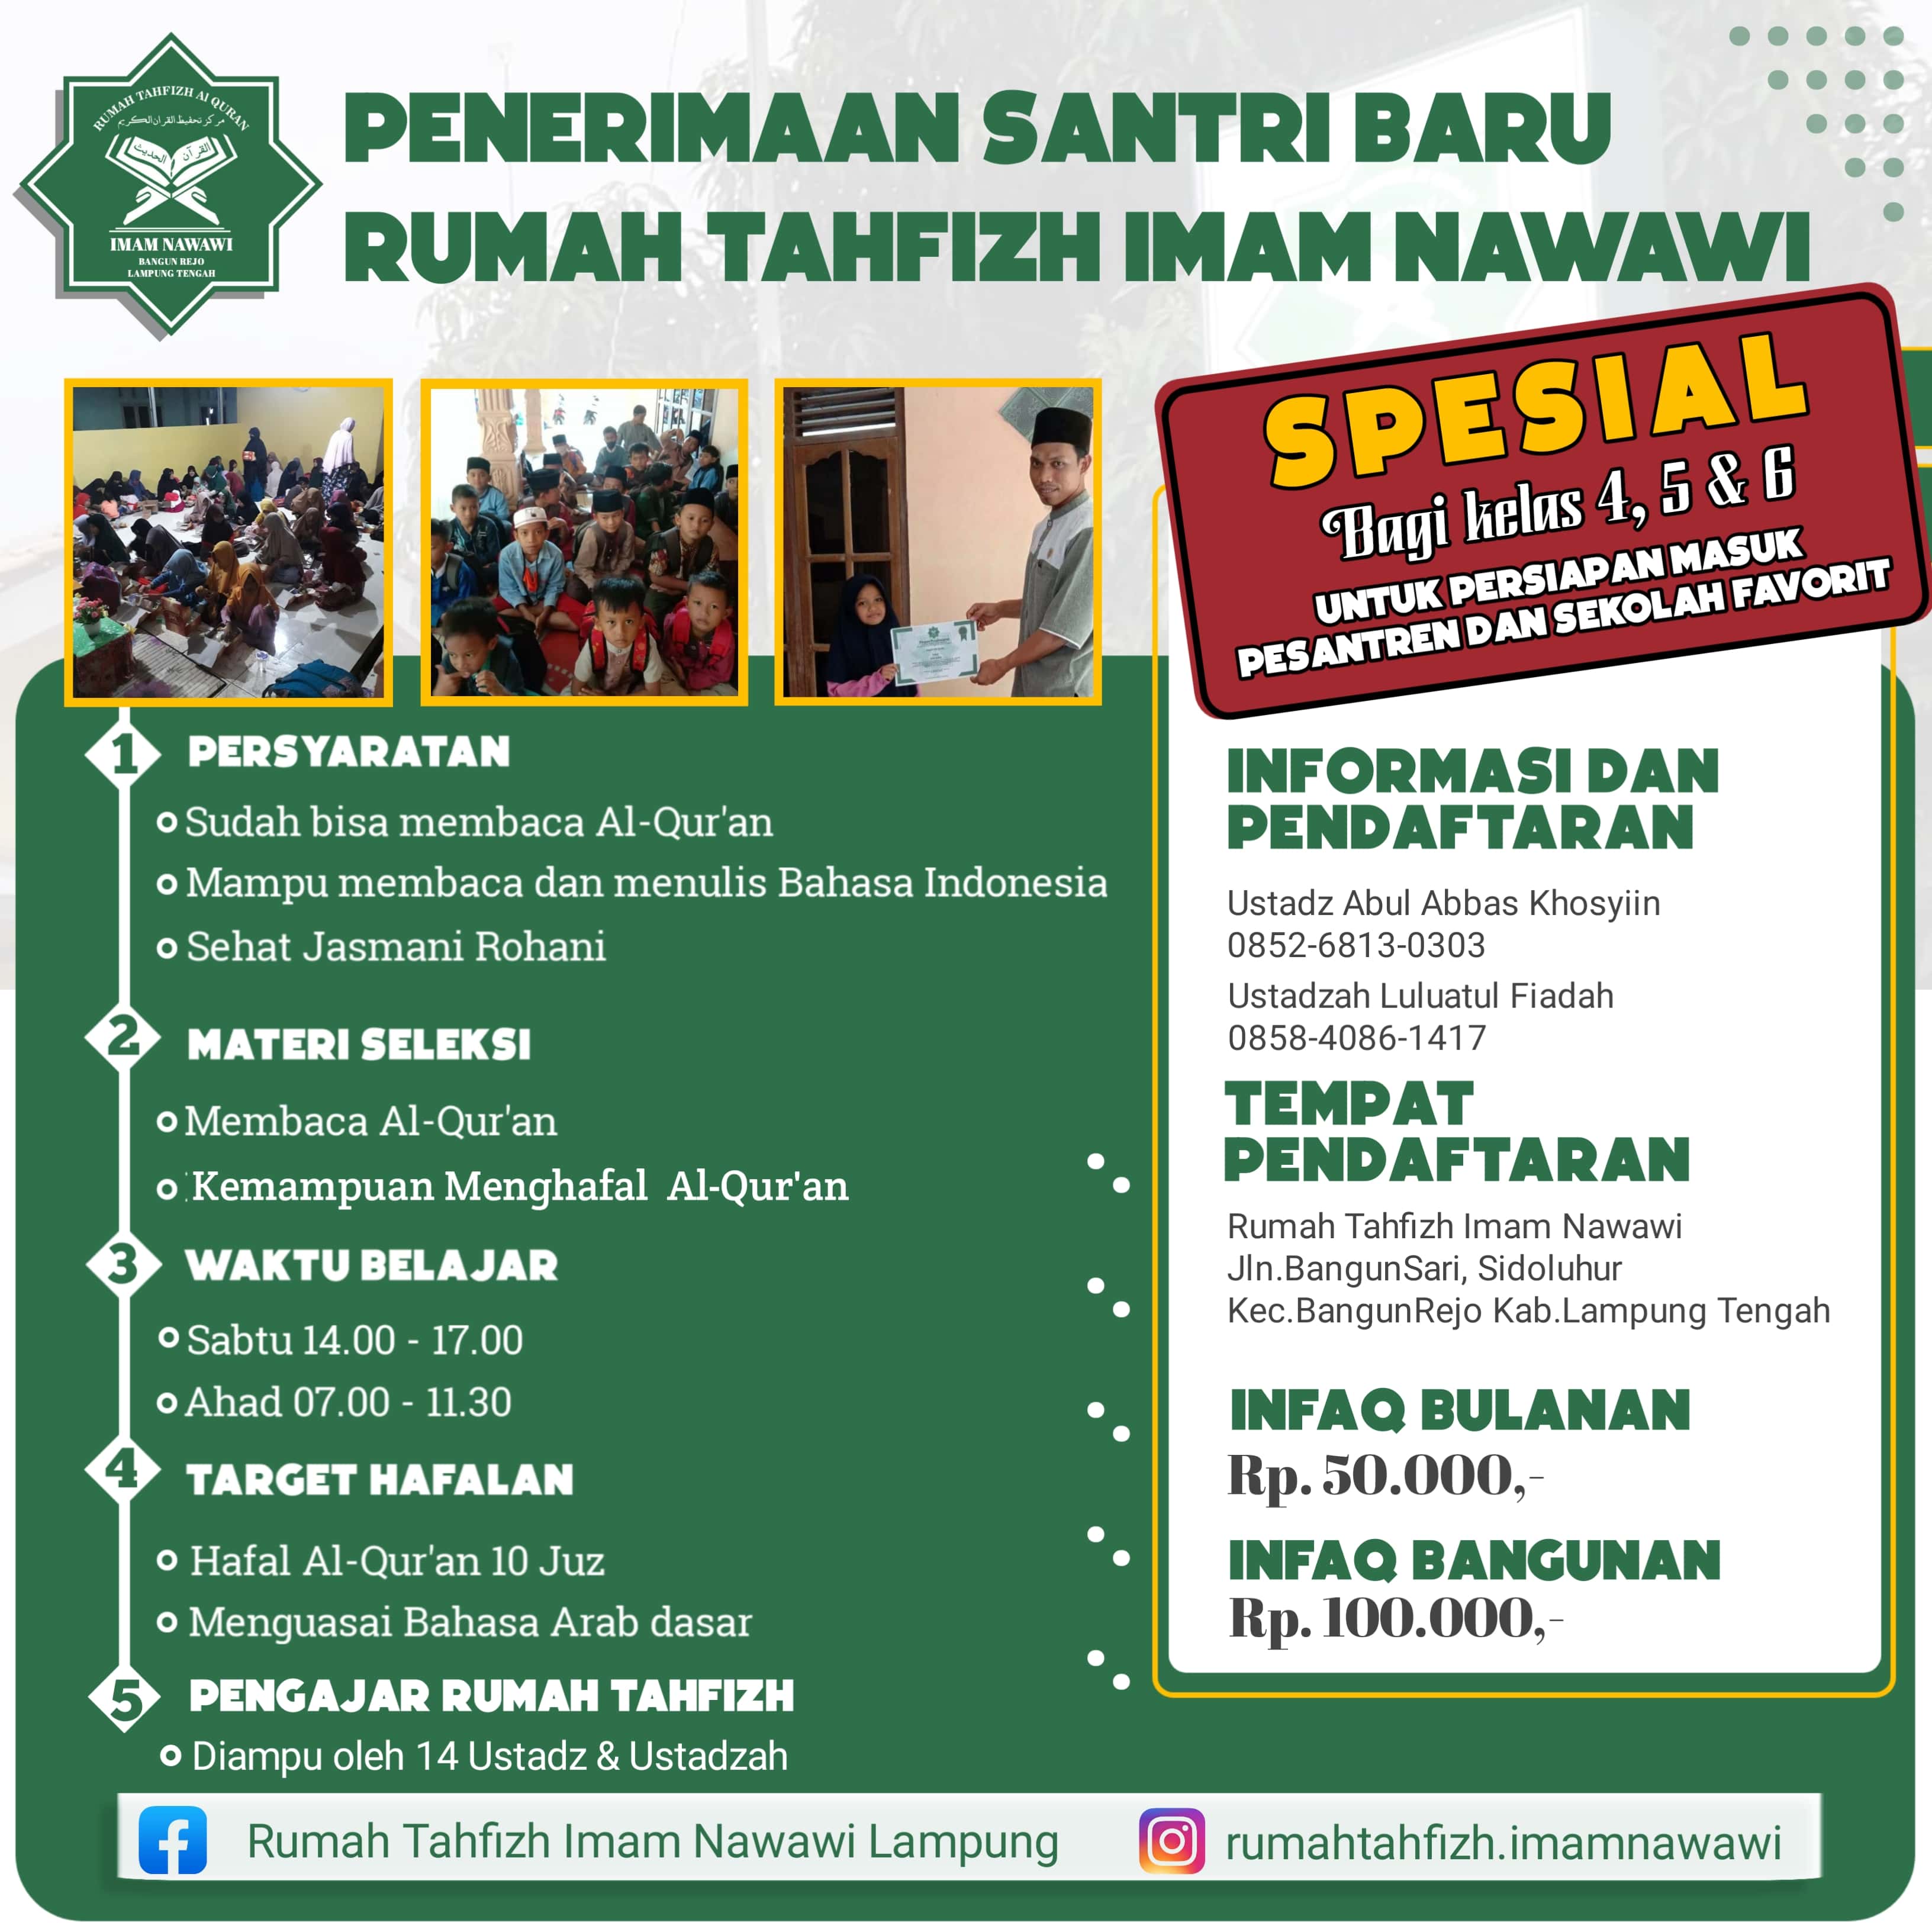 RUMAH TAHFIZH Al QURAN
مركز تحفيظ القران الكريم
القرآن
الحديث
IMAM NAWAWI
BANGUN REJO
LAMPUNG TENGAH
PENERIMAAN SANTRI BARU
RUMAH TAHFIZH IMAM NAWAWI
SPESIAL
Bagi kelas 4, 5 & 6
UNTUK PERSIAPAN MASUK
PESANTREN DAN SEKOLAH FAVORIT
1 PERSYARATAN
Sudah bisa membaca Al-Qur'an
Mampu membaca dan menulis Bahasa Indonesia
Sehat Jasmani Rohani
2 MATERI SELEKSI
Membaca Al-Qur'an
Kemampuan Menghafal Al-Qur'an
3 WAKTU BELAJAR
Sabtu 14.00 - 17.00
Ahad 07.00 - 11.30
4 TARGET HAFALAN
Hafal Al-Qur'an 10 Juz
Menguasai Bahasa Arab dasar
5 PENGAJAR RUMAH TAHFIZH
Diampu oleh 14 Ustadz & Ustadzah
INFORMASI DAN
PENDAFTARAN
Ustadz Abul Abbas Khosyiin
0852-6813-0303
Ustadzah Luluatul Fiadah
0858-4086-1417
TEMPAT
PENDAFTARAN
Rumah Tahfizh Imam Nawawi
Jln.BangunSari, Sidoluhur
Kec.BangunRejo Kab.Lampung Tengah
INFAQ BULANAN
Rp. 50.000,-
INFAQ BANGUNAN
Rp. 100.000,-
Rumah Tahfizh Imam Nawawi Lampung
rumahtahfizh.imamnawawi